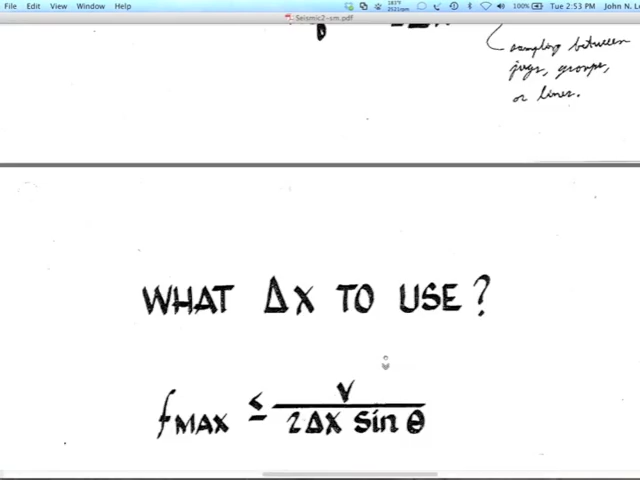 File Edit View Window Help 100% Tue 2:53 PM
Seismic2-sm.pdf
sampling between
jugs, groups,
or lines.
WHAT Δx TO USE?
fMAX ≤ V / 2Δx sin θ